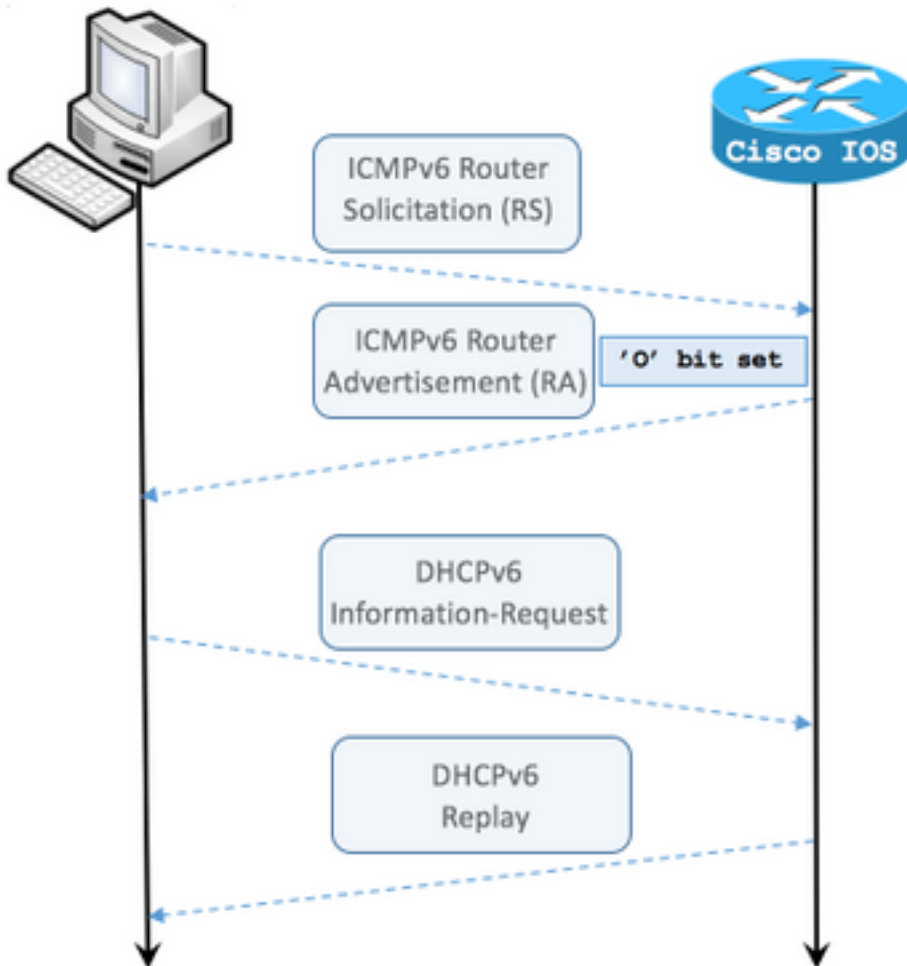 Cisco IOS
ICMPv6 Router
Solicitation (RS)
ICMPv6 Router
Advertisement (RA)
'O' bit set
DHCPv6
Information-Request
DHCPv6
Replay